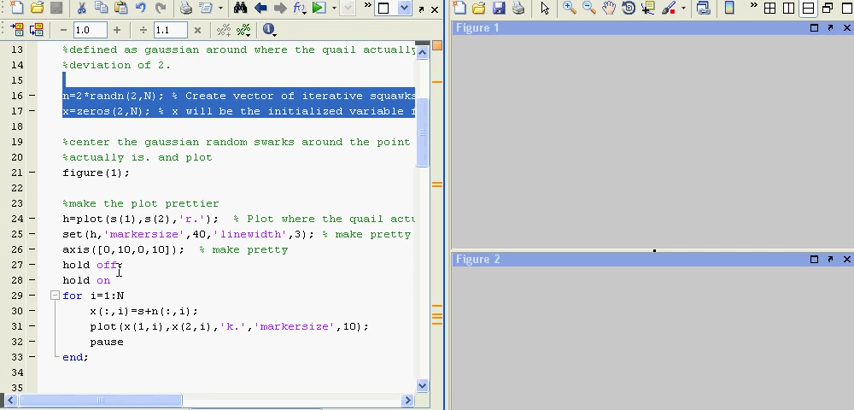 1.0
1.1
Figure 1
Figure 2
13 %defined as gaussian around where the quail actually
14 %deviation of 2.
15
16 n=2*randn(2,N); % Create vector of iterative squawks
17 x=zeros(2,N); % x will be the initialized variable
18
19 %center the gaussian random swarks around the point
20 %actually is. and plot
21 figure(1);
22
23 %make the plot prettier
24 h=plot(s(1),s(2),'r.'); % Plot where the quail actu
25 set(h,'markersize',40,'linewidth',3); % make pretty
26 axis([0,10,0,10]); % make pretty
27 hold off;
28 hold on
29 for i=1:N
30 x(:,i)=s+n(:,i);
31 plot(x(1,i),x(2,i),'k.','markersize',10);
32 pause
33 end;
34
35